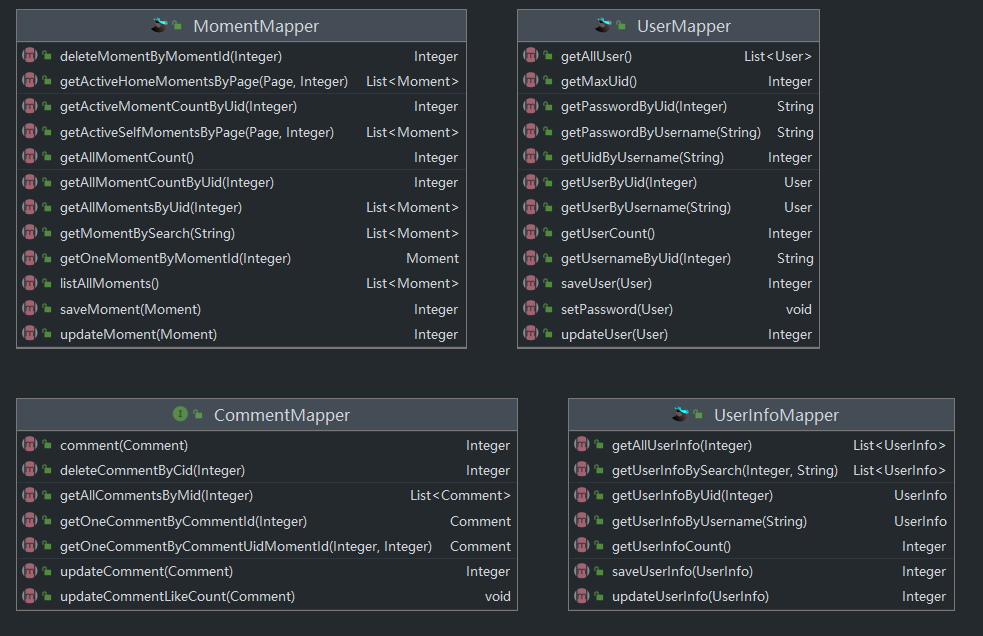 MomentMapper
deleteMomentByMomentId(Integer) Integer
getActiveHomeMomentsByPage(Page, Integer) List<Moment>
getActiveMomentCountByUid(Integer) Integer
getActiveSelfMomentsByPage(Page, Integer) List<Moment>
getAllMomentCount() Integer
getAllMomentCountByUid(Integer) Integer
getAllMomentsByUid(Integer) List<Moment>
getMomentBySearch(String) List<Moment>
getOneMomentByMomentId(Integer) Moment
listAllMoments() List<Moment>
saveMoment(Moment) Integer
updateMoment(Moment) Integer
UserMapper
getAllUser() List<User>
getMaxUid() Integer
getPasswordByUid(Integer) String
getPasswordByUsername(String) String
getUidByUsername(String) Integer
getUserByUid(Integer) User
getUserByUsername(String) User
getUserCount() Integer
getUsernameByUid(Integer) String
saveUser(User) Integer
setPassword(User) void
updateUser(User) Integer
CommentMapper
comment(Comment) Integer
deleteCommentByCid(Integer) Integer
getAllCommentsByMid(Integer) List<Comment>
getOneCommentByCommentId(Integer) Comment
getOneCommentByCommentUidMomentId(Integer, Integer) Comment
updateComment(Comment) Integer
updateCommentLikeCount(Comment) void
UserInfoMapper
getAllUserInfo(Integer) List<UserInfo>
getUserInfoBySearch(Integer, String) List<UserInfo>
getUserInfoByUid(Integer) UserInfo
getUserInfoByUsername(String) UserInfo
getUserInfoCount() Integer
saveUserInfo(UserInfo) Integer
updateUserInfo(UserInfo) Integer